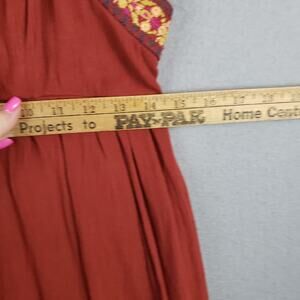 10 11 12 13 14 15 16 17 18
Projects to PAY-N-PAK Home Cent